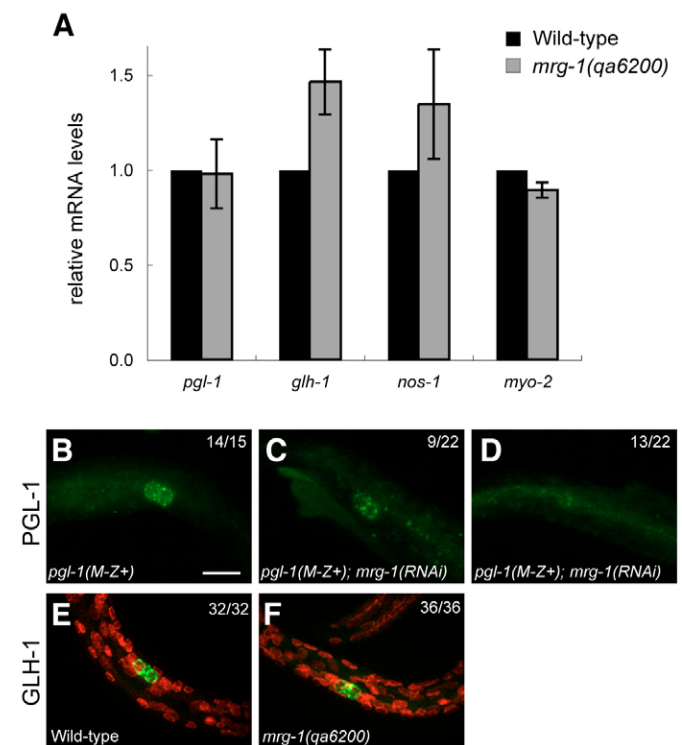 A
Wild-type
mrg-1(qa6200)
relative mRNA levels
1.5
1.0
0.5
0.0
pgl-1
glh-1
nos-1
myo-2
PGL-1
B
14/15
pgl-1(M-Z+)
C
9/22
pgl-1(M-Z+); mrg-1(RNAi)
D
13/22
pgl-1(M-Z+); mrg-1(RNAi)
GLH-1
E
32/32
Wild-type
F
36/36
mrg-1(qa6200)